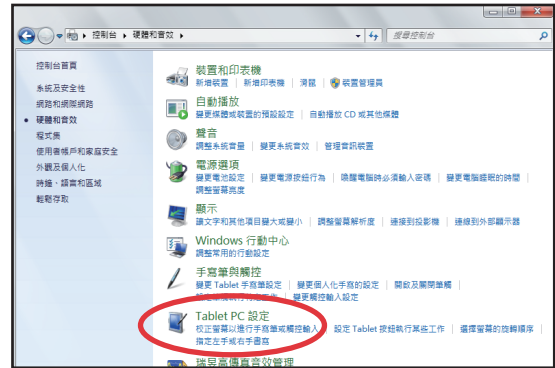 控制台 硬體和音效
搜尋控制台
控制台首頁
系統及安全性
網路和網際網路
硬體和音效
程式集
使用者帳戶和家庭安全
外觀及個人化
時鐘、語言和區域
輕鬆存取
裝置和印表機
新增裝置 | 新增印表機 | 滑鼠 | 裝置管理員
自動播放
變更媒體或裝置的預設設定 | 自動播放 CD 或其他媒體
聲音
調整系統音量 | 變更系統音效 | 管理音訊裝置
電源選項
變更電池設定 | 變更電源按鈕行為 | 喚醒電腦時必須輸入密碼 | 變更電腦睡眠的時間
調整螢幕亮度
顯示
讓文字和其他項目變大或變小 | 調整螢幕解析度 | 連接到投影機 | 連線到外部顯示器
Windows 行動中心
調整常用的行動設定
手寫筆與觸控
變更 Tablet 手寫筆設定 | 變更個人化手寫的設定 | 開啟及關閉筆觸
變更觸控輸入設定
Tablet PC 設定
校正螢幕以進行手寫筆或觸控輸入 | 設定 Tablet 按鈕執行某些工作 | 選擇螢幕的旋轉順序
指定左手或右手書寫
瑞昱高傳真音效管理